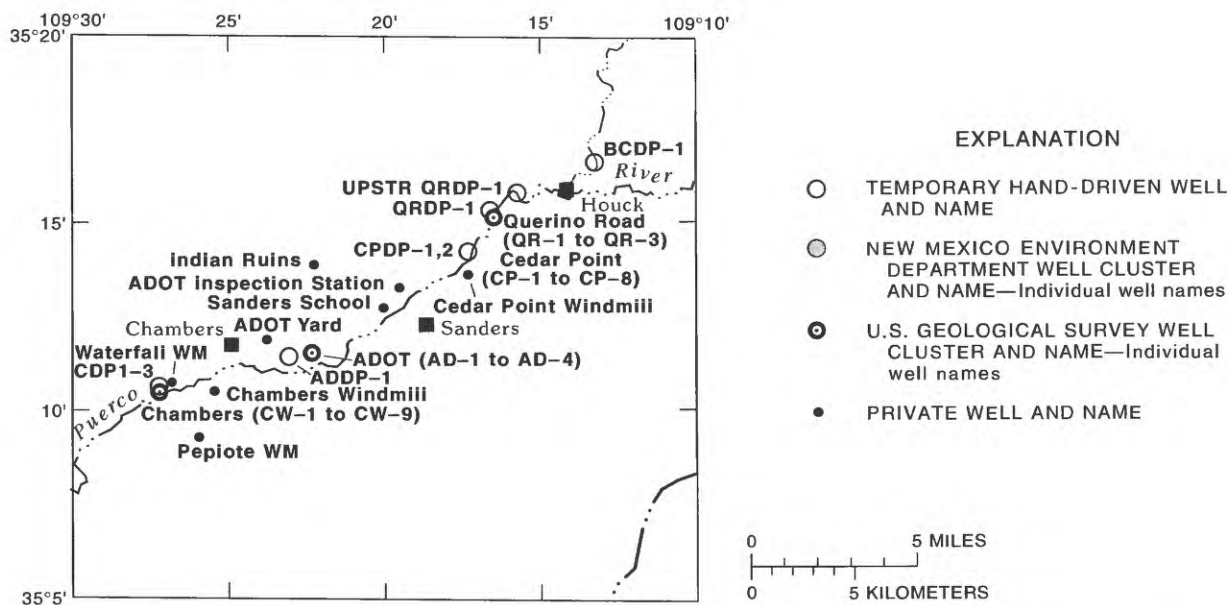 109°30'
25'
20'
15'
109°10'
35°20'
BCDP–1
River
UPSTR QRDP–1
QRDP–1
Houck
15'
Querino Road
(QR–1 to QR–3)
CPDP–1,2
indian Ruins
Cedar Point
(CP–1 to CP–8)
ADOT inspection Station
Sanders School
Cedar Point Windmiii
Chambers
ADOT Yard
Sanders
Waterfali WM
CDP1–3
ADOT (AD–1 to AD–4)
ADDP–1
Chambers Windmiii
10'
Puerco
Chambers (CW–1 to CW–9)
Pepiote WM
35°5'
EXPLANATION
TEMPORARY HAND-DRIVEN WELL
AND NAME
NEW MEXICO ENVIRONMENT
DEPARTMENT WELL CLUSTER
AND NAME—Individual well names
U.S. GEOLOGICAL SURVEY WELL
CLUSTER AND NAME—Individual
well names
PRIVATE WELL AND NAME
0 5 MILES
0 5 KILOMETERS